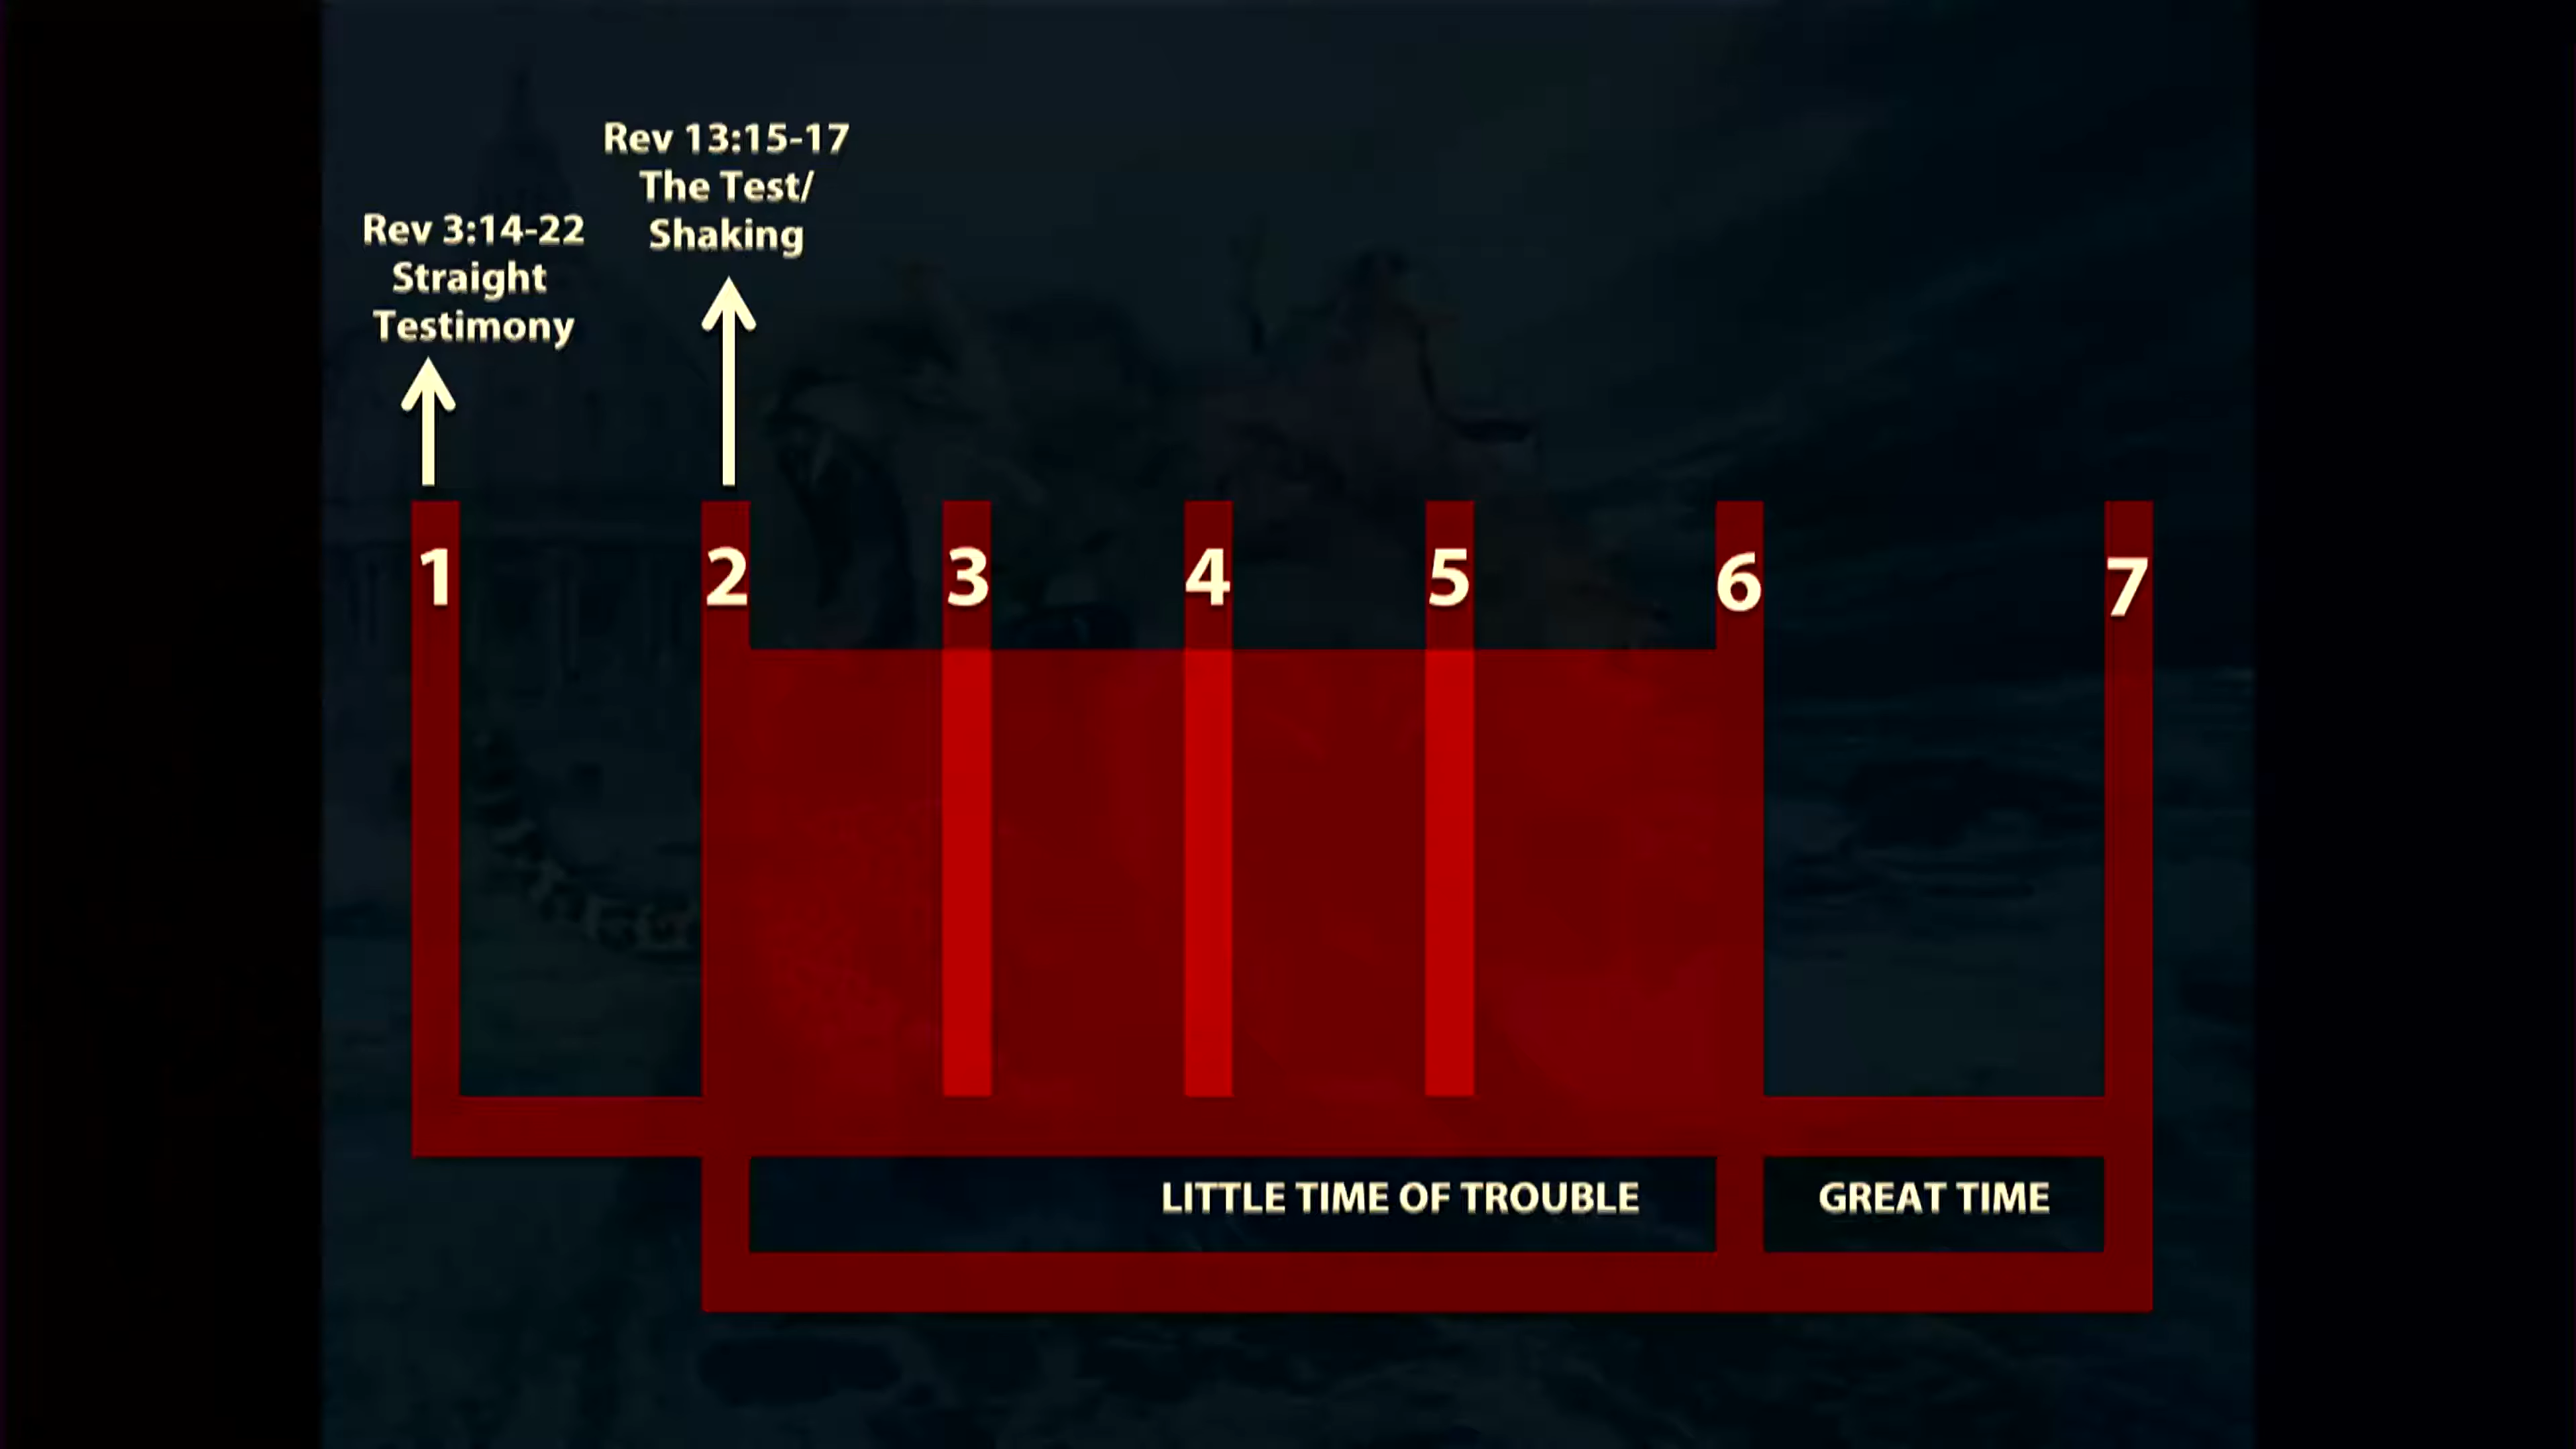 Rev 3:14-22
Straight
Testimony
Rev 13:15-17
The Test/
Shaking
1
2
3
4
5
6
7
LITTLE TIME OF TROUBLE
GREAT TIME